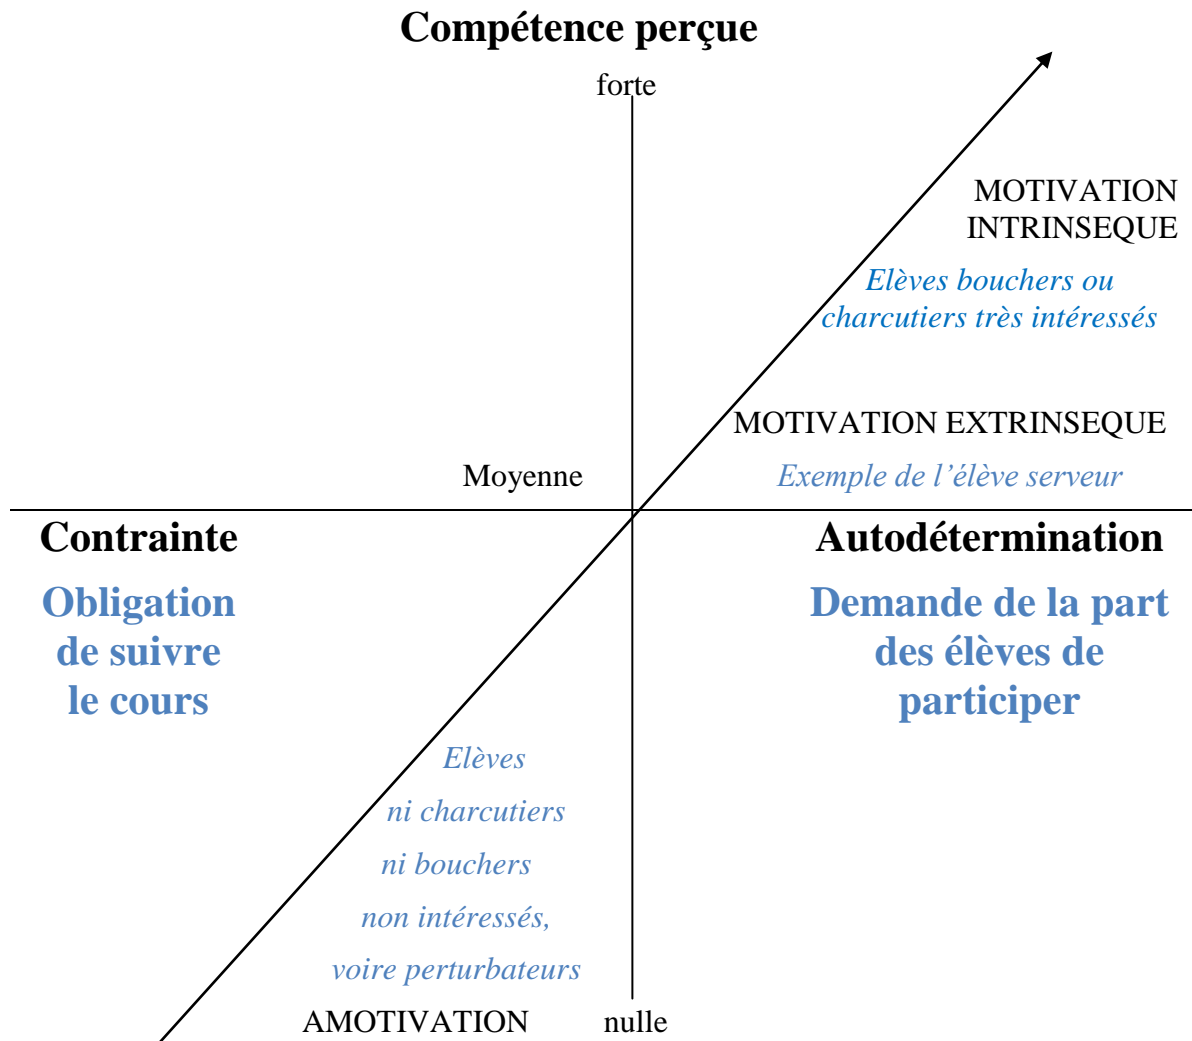 Compétence perçue
forte
MOTIVATION
INTRINSEQUE
Elèves bouchers ou
charcutiers très intéressés
MOTIVATION EXTRINSEQUE
Moyenne
Exemple de l’élève serveur
Contrainte
Obligation
de suivre
le cours
Autodétermination
Demande de la part
des élèves de
participer
Elèves
ni charcutiers
ni bouchers
non intéressés,
voire perturbateurs
AMOTIVATION
nulle